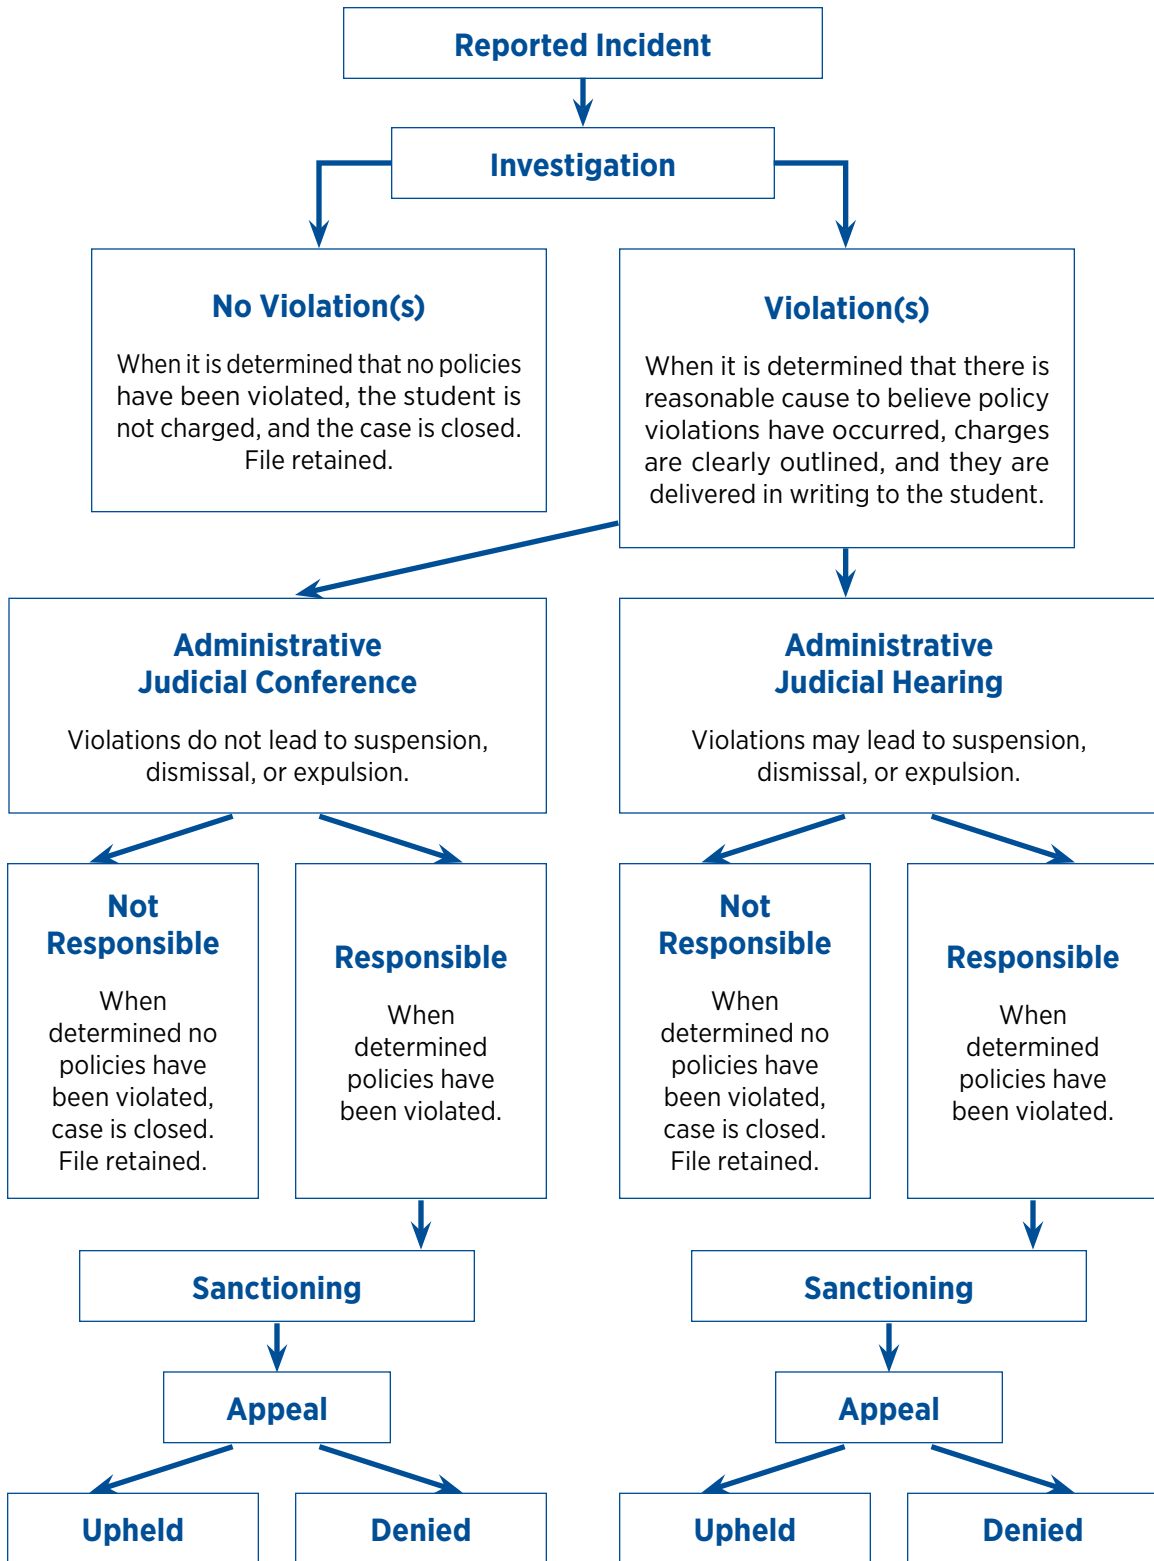 Reported Incident
Investigation
No Violation(s)
When it is determined that no policies
have been violated, the student is
not charged, and the case is closed.
File retained.
Violation(s)
When it is determined that there is
reasonable cause to believe policy
violations have occurred, charges
are clearly outlined, and they are
delivered in writing to the student.
Administrative
Judicial Conference
Violations do not lead to suspension,
dismissal, or expulsion.
Administrative
Judicial Hearing
Violations may lead to suspension,
dismissal, or expulsion.
Not
Responsible
When
determined no
policies have
been violated,
case is closed.
File retained.
Responsible
When
determined
policies have
been violated.
Not
Responsible
When
determined no
policies have
been violated,
case is closed.
File retained.
Responsible
When
determined
policies have
been violated.
Sanctioning
Sanctioning
Appeal
Appeal
Upheld
Denied
Upheld
Denied